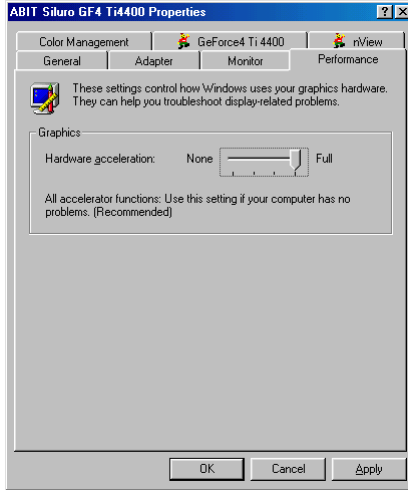 ABIT Siluro GF4 Ti4400 Properties
Color Management GeForce4 Ti 4400 nView
General Adapter Monitor Performance
These settings control how Windows uses your graphics hardware.
They can help you troubleshoot display-related problems.
Graphics
Hardware acceleration: None Full
All accelerator functions: Use this setting if your computer has no
problems. (Recommended)
OK Cancel Apply